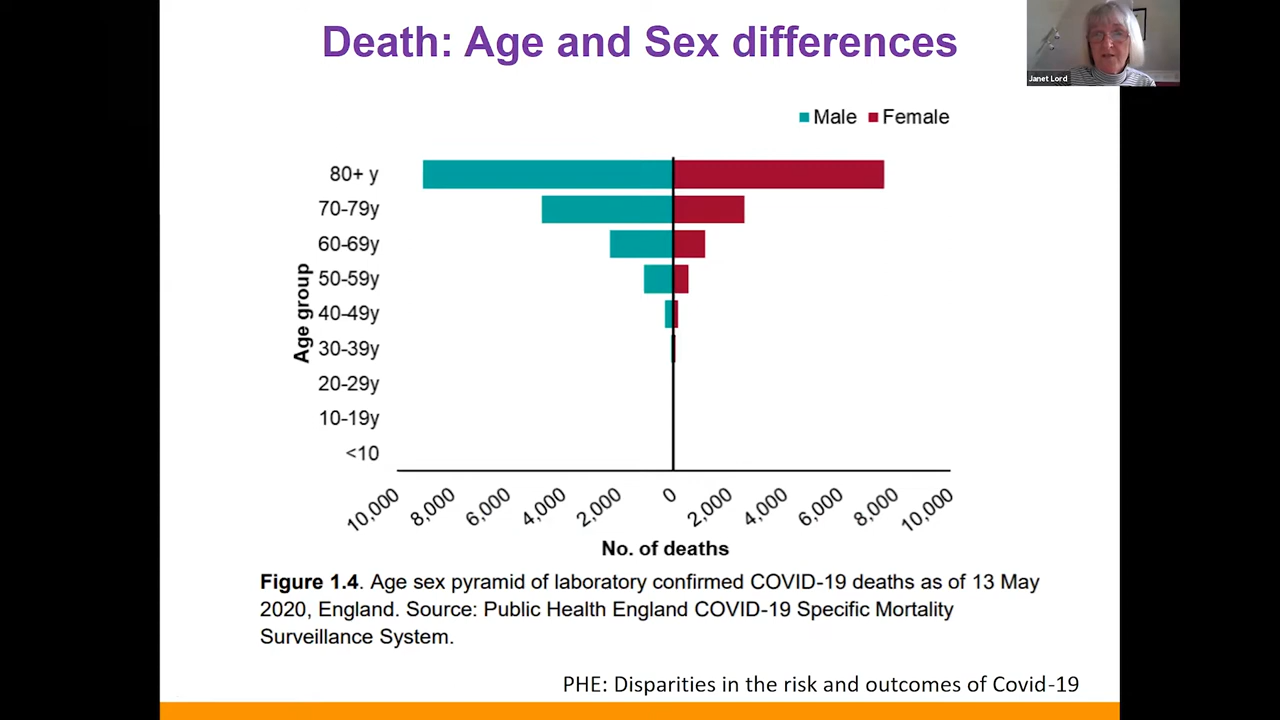 Death: Age and Sex differences
Janet Lord
Male Female
80+ y
70-79y
60-69y
50-59y
40-49y
30-39y
20-29y
10-19y
<10
Age group
10,000 8,000 6,000 4,000 2,000 0 2,000 4,000 6,000 8,000 10,000
No. of deaths
Figure 1.4. Age sex pyramid of laboratory confirmed COVID-19 deaths as of 13 May
2020, England. Source: Public Health England COVID-19 Specific Mortality
Surveillance System.
PHE: Disparities in the risk and outcomes of Covid-19